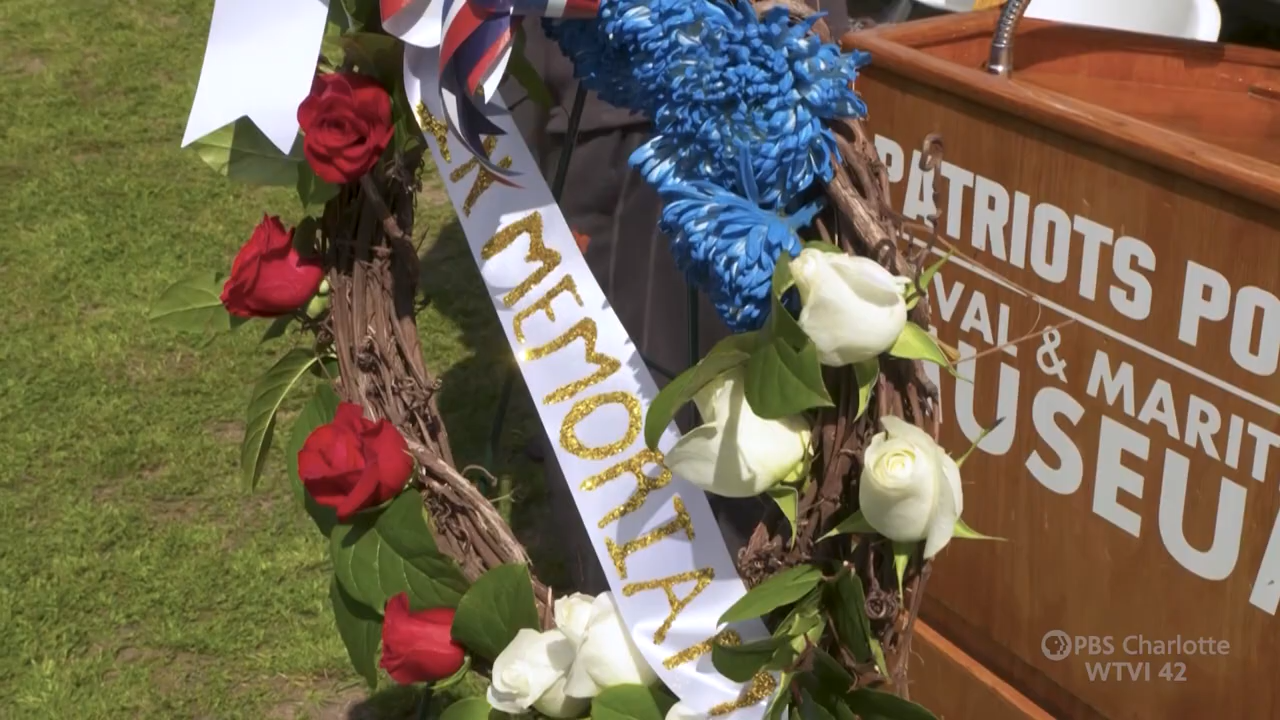 MEMORIAL
PATRIOTS PO
VAL & MARIT
USEU
PBS Charlotte
WTVI 42